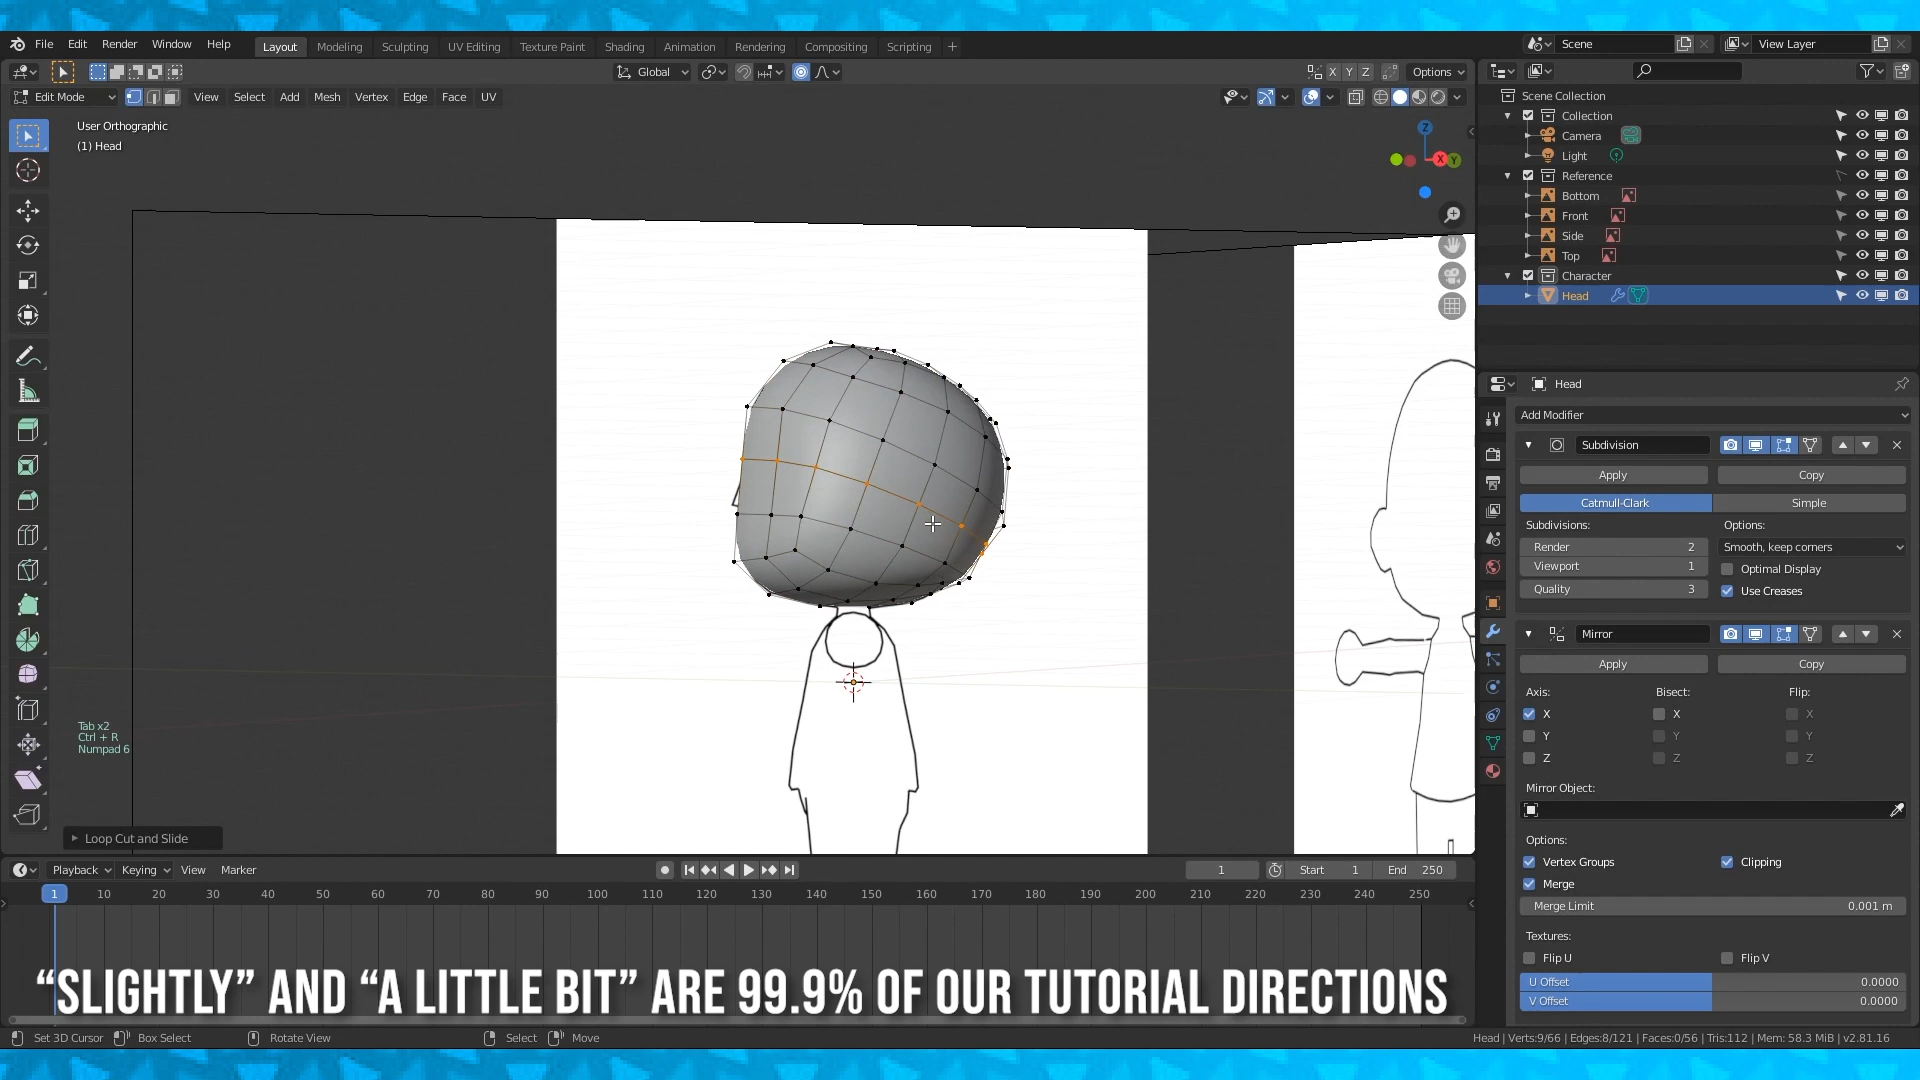 File Edit Render Window Help Layout Modeling Sculpting UV Editing Texture Paint Shading Animation Rendering Compositing Scripting + Scene View Layer
Global X Y Z Options
Edit Mode View Select Add Mesh Vertex Edge Face UV
User Orthographic
(1) Head
Z
X Y
Tab x2
Ctrl + R
Numpad 6
Loop Cut and Slide
Scene Collection
Collection
Camera
Light
Reference
Bottom
Front
Side
Top
Character
Head
Head
Add Modifier
Subdivision
Apply Copy
Catmull-Clark Simple
Subdivisions: Options:
Render 2 Smooth, keep corners
Viewport 1 Optimal Display
Quality 3 Use Creases
Mirror
Apply Copy
Axis: Bisect: Flip:
X X X
Y Y Y
Z Z Z
Mirror Object:
Options:
Vertex Groups Clipping
Merge
Merge Limit 0.001 m
Textures:
Flip U Flip V
U Offset 0.0000
V Offset 0.0000
Playback Keying View Marker 1 Start 1 End 250
1 10 20 30 40 50 60 70 80 90 100 110 120 130 140 150 160 170 180 190 200 210 220 230 240 250
“SLIGHTLY” AND “A LITTLE BIT” ARE 99.9% OF OUR TUTORIAL DIRECTIONS
Set 3D Cursor Box Select Rotate View Select Move Head | Verts:9/66 | Edges:8/121 | Faces:0/56 | Tris:112 | Mem: 58.3 MiB | v2.81.16